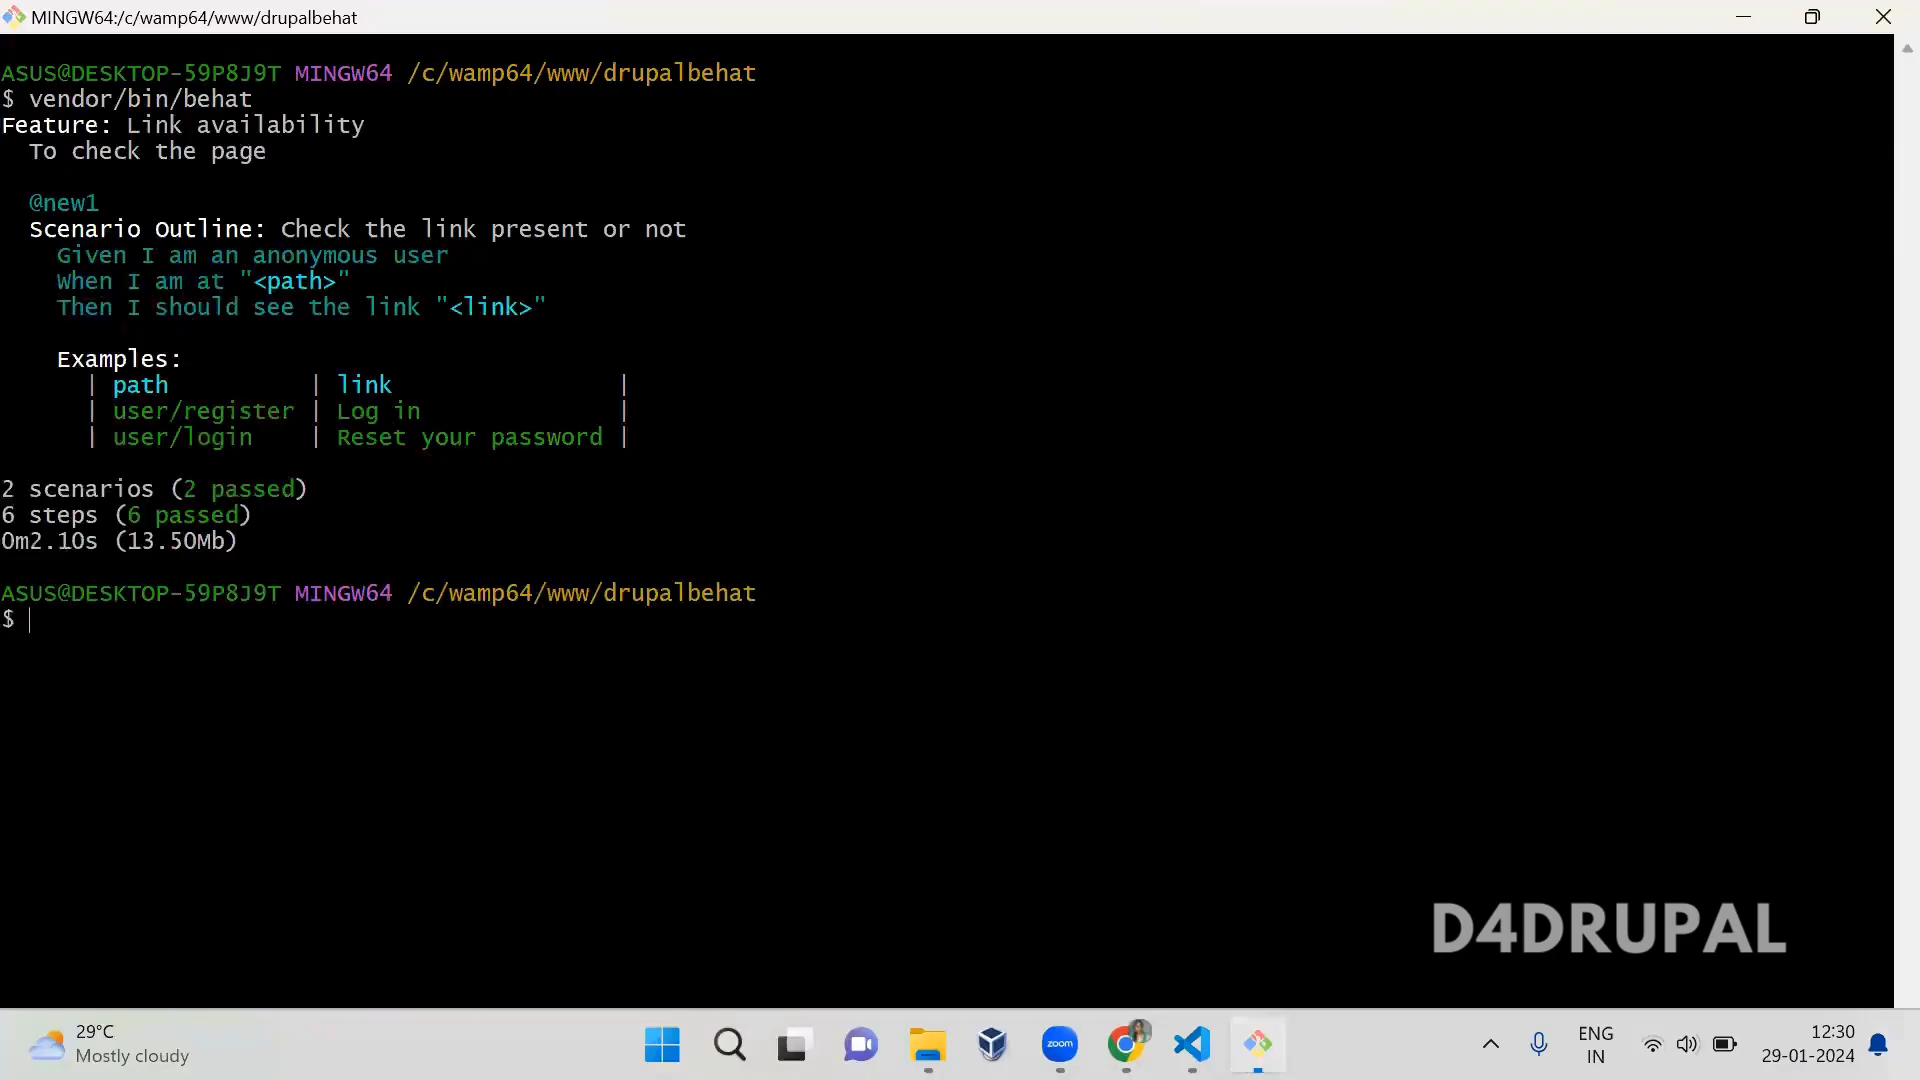 MINGW64:/c/wamp64/www/drupalbehat
ASUS@DESKTOP-59P8J9T MINGW64 /c/wamp64/www/drupalbehat
$ vendor/bin/behat
Feature: Link availability
To check the page
@new1
Scenario Outline: Check the link present or not
Given I am an anonymous user
When I am at "<path>"
Then I should see the link "<link>"
Examples:
| path | link |
| user/register | Log in |
| user/login | Reset your password |
2 scenarios (2 passed)
6 steps (6 passed)
0m2.10s (13.50Mb)
ASUS@DESKTOP-59P8J9T MINGW64 /c/wamp64/www/drupalbehat
$
D4DRUPAL
29°C
Mostly cloudy
zoom
ENG
IN
12:30
29-01-2024